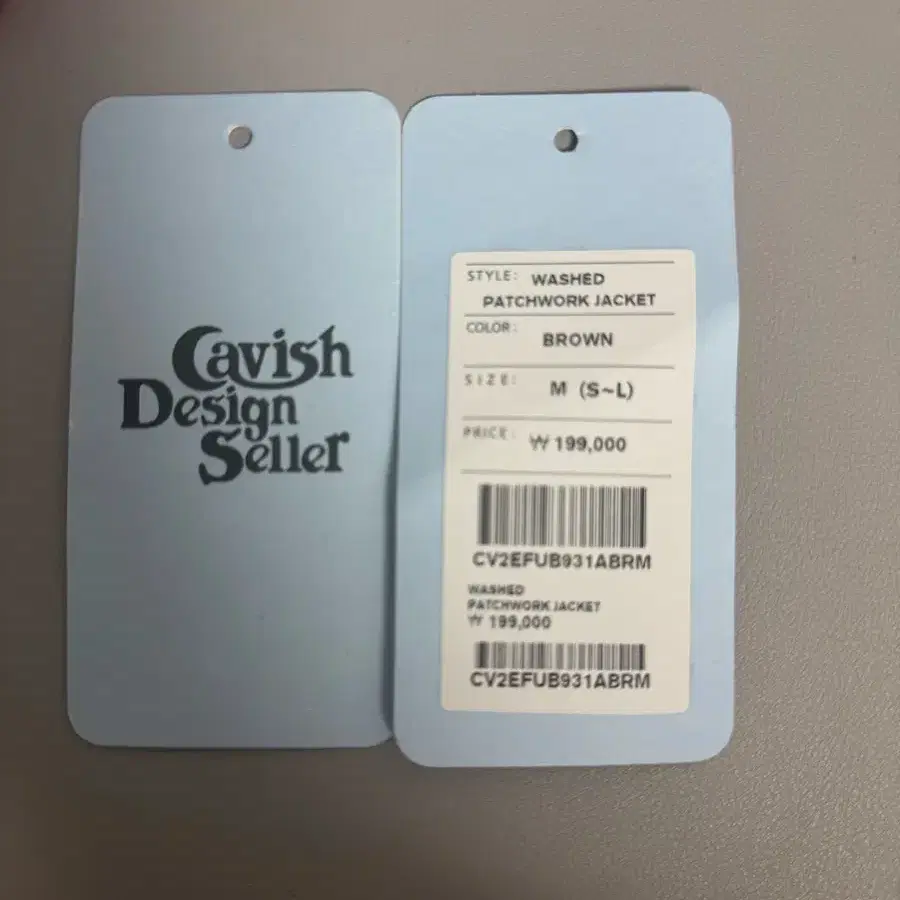 Cavish
Design
Seller
STYLE: WASHED
PATCHWORK JACKET
COLOR: BROWN
SIZE: M (S~L)
PRICE: ₩ 199,000
CV2EFUB931ABRM
WASHED
PATCHWORK JACKET
₩ 199,000
CV2EFUB931ABRM